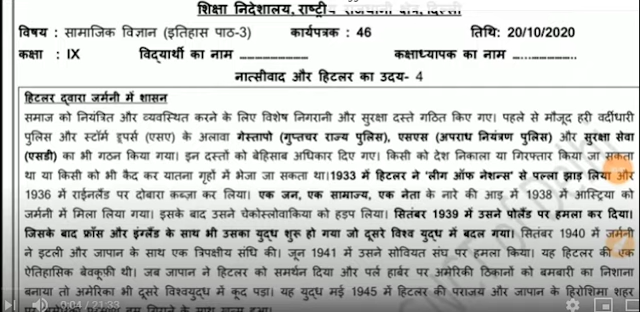 शिक्षा निदेशालय, राष्ट्रीय राजधानी क्षेत्र, दिल्ली
विषय : सामाजिक विज्ञान (इतिहास पाठ-3) कार्यपत्रक : 46 तिथि: 20/10/2020
कक्षा : IX विद्यार्थी का नाम कक्षाध्यापक का नाम
नात्सीवाद और हिटलर का उदय- 4
हिटलर द्वारा जर्मनी में शासन
समाज को नियंत्रित और व्यवस्थित करने के लिए विशेष निगरानी और सुरक्षा दस्ते गठित किए गए। पहले से मौजूद हरी वर्दीधारी
पुलिस और स्टॉर्म ट्रूपर्स (एसए) के अलावा गेस्तापो (गुप्तचर राज्य पुलिस), एसएस (अपराध नियंत्रण पुलिस) और सुरक्षा सेवा
(एसडी) का भी गठन किया गया। इन दस्तों को बेहिसाब अधिकार दिए गए। किसी को देश निकाला या गिरफ्तार किया जा सकता
था या किसी को भी कैद कर यातना गृहों में भेजा जा सकता था।1933 में हिटलर ने 'लीग ऑफ नेशन्स' से पल्ला झाड़ लिया और
1936 में राईनलैंड पर दोबारा कब्ज़ा कर लिया। एक जन, एक साम्राज्य, एक नेता के नारे की आड़ में 1938 में आस्ट्रिया को
जर्मनी में मिला लिया गया। इसके बाद उसने चेकोस्लोवाकिया को हड़प लिया। सितंबर 1939 में उसने पोलैंड पर हमला कर दिया।
जिसके बाद फ्राँस और इंग्लैंड के साथ भी उसका युद्ध शुरू हो गया जो दूसरे विश्व युद्ध में बदल गया। सितंबर 1940 में जर्मनी
ने इटली और जापान के साथ एक त्रिपक्षीय संधि की। जून 1941 में उसने सोवियत संघ पर हमला किया। यह हिटलर की एक
ऐतिहासिक बेवकूफी थी। जब जापान ने हिटलर को समर्थन दिया और पर्ल हार्बर पर अमेरिकी ठिकानों को बमबारी का निशाना
बनाया तो अमेरिका भी दूसरे विश्वयुद्ध में कूद पड़ा। यह युद्ध मई 1945 में हिटलर की पराजय और जापान के हिरोशिमा शहर
0:04 / 21:33